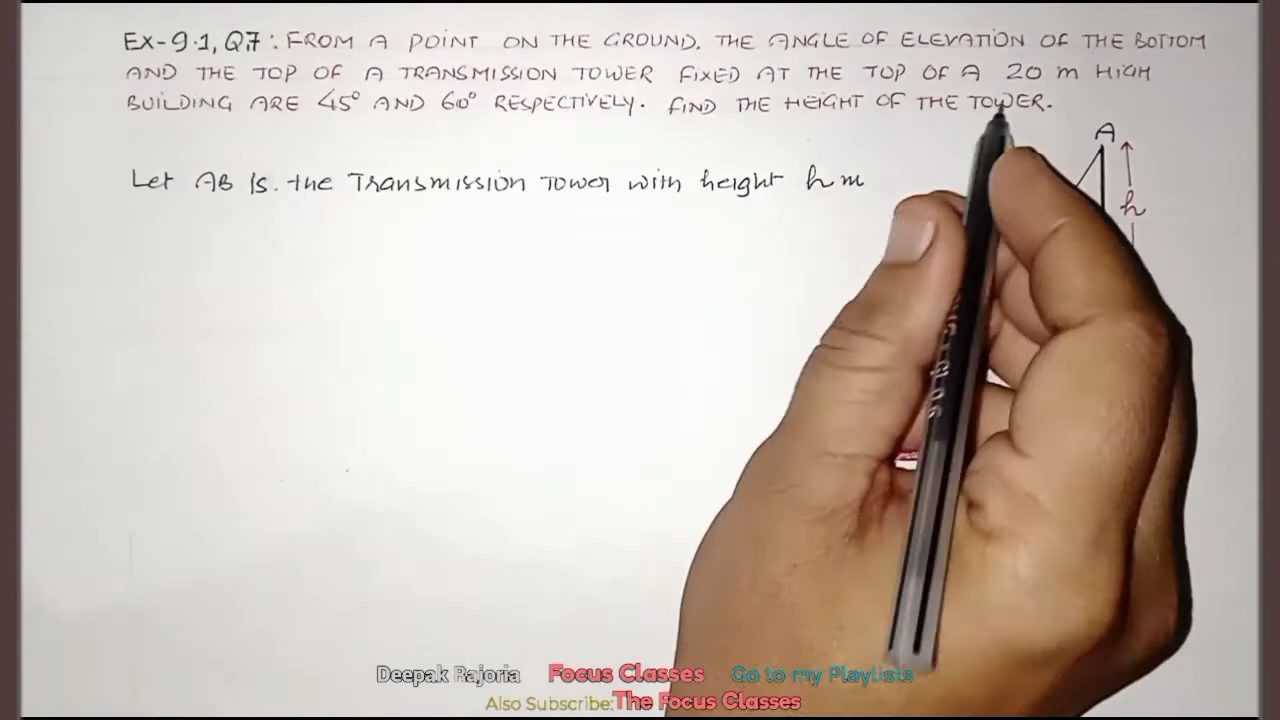 EX-9.1, Q7: FROM A POINT ON THE GROUND, THE ANGLE OF ELEVATION OF THE BOTTOM
AND THE TOP OF A TRANSMISSION TOWER FIXED AT THE TOP OF A 20 m HIGH
BUILDING ARE 45° AND 60° RESPECTIVELY. FIND THE HEIGHT OF THE TOWER.
A
Let AB is. the Transmission Tower with height h m
h
Deepak Rajoria Focus Classes Go to my Playlists
Also Subscribe: The Focus Classes